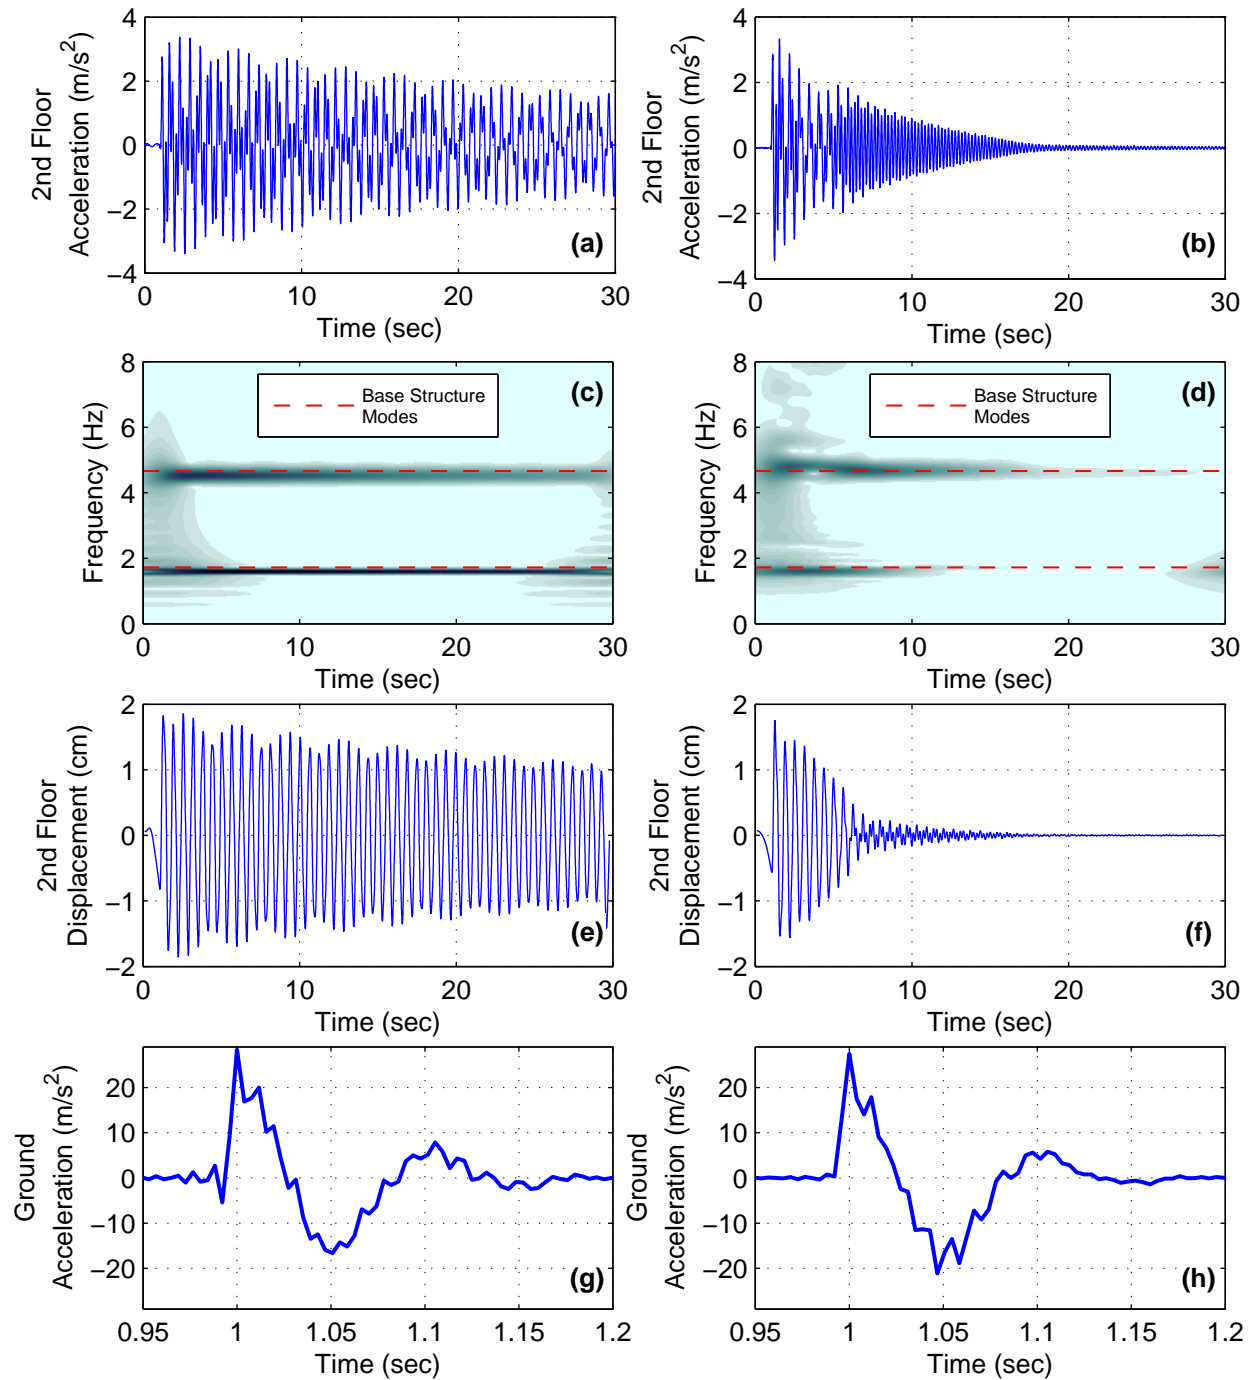 4
2
0
−2
−4
2nd Floor
Acceleration (m/s2)
(a)
0
10
20
30
Time (sec)
4
2
0
−2
−4
2nd Floor
Acceleration (m/s2)
(b)
0
10
20
30
Time (sec)
8
6
4
2
0
Frequency (Hz)
Base Structure
Modes
(c)
0
10
20
30
Time (sec)
8
6
4
2
0
Frequency (Hz)
Base Structure
Modes
(d)
0
10
20
30
Time (sec)
2
1
0
−1
−2
2nd Floor
Displacement (cm)
(e)
0
10
20
30
Time (sec)
2
1
0
−1
−2
2nd Floor
Displacement (cm)
(f)
0
10
20
30
Time (sec)
20
10
0
−10
−20
Ground
Acceleration (m/s2)
(g)
0.95
1
1.05
1.1
1.15
1.2
Time (sec)
20
10
0
−10
−20
Ground
Acceleration (m/s2)
(h)
0.95
1
1.05
1.1
1.15
1.2
Time (sec)